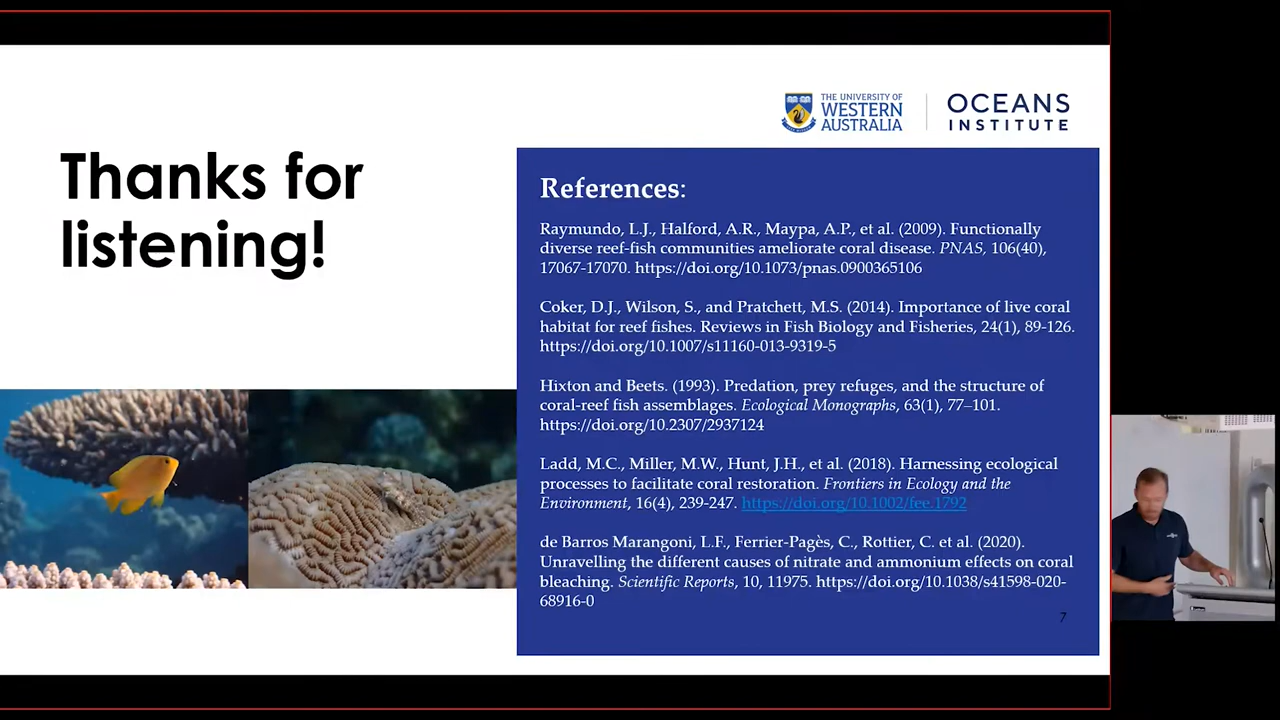 THE UNIVERSITY OF
WESTERN
AUSTRALIA
OCEANS
INSTITUTE
Thanks for
listening!
References:
Raymundo, L.J., Halford, A.R., Maypa, A.P., et al. (2009). Functionally
diverse reef-fish communities ameliorate coral disease. PNAS, 106(40),
17067-17070. https://doi.org/10.1073/pnas.0900365106
Coker, D.J., Wilson, S., and Pratchett, M.S. (2014). Importance of live coral
habitat for reef fishes. Reviews in Fish Biology and Fisheries, 24(1), 89-126.
https://doi.org/10.1007/s11160-013-9319-5
Hixton and Beets. (1993). Predation, prey refuges, and the structure of
coral-reef fish assemblages. Ecological Monographs, 63(1), 77–101.
https://doi.org/10.2307/2937124
Ladd, M.C., Miller, M.W., Hunt, J.H., et al. (2018). Harnessing ecological
processes to facilitate coral restoration. Frontiers in Ecology and the
Environment, 16(4), 239-247. https://doi.org/10.1002/fee.1792
de Barros Marangoni, L.F., Ferrier-Pagès, C., Rottier, C. et al. (2020).
Unravelling the different causes of nitrate and ammonium effects on coral
bleaching. Scientific Reports, 10, 11975. https://doi.org/10.1038/s41598-020-
68916-0
7